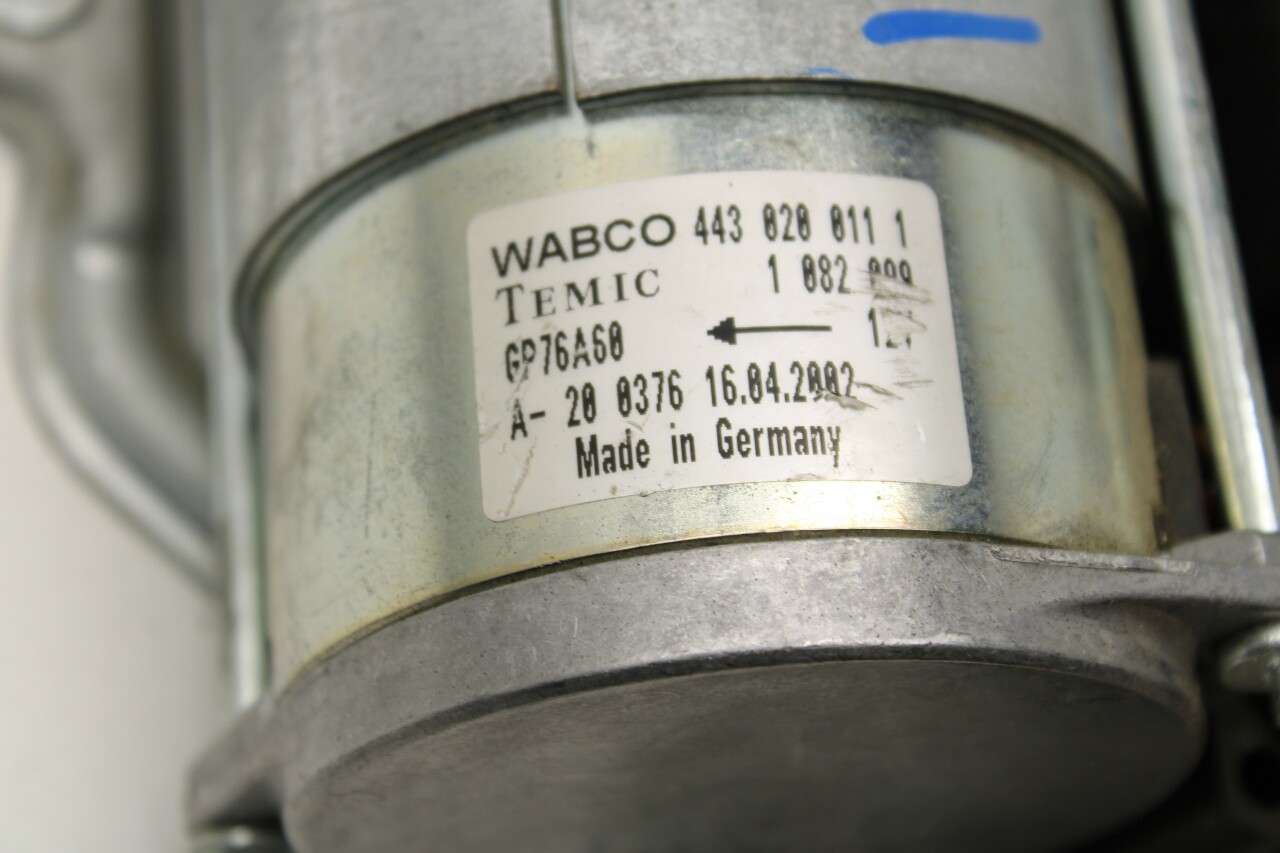 WABCO 443 020 011 1
TEMIC 1 082
GP76A60
A- 20 0376 16.04.2002
Made in Germany